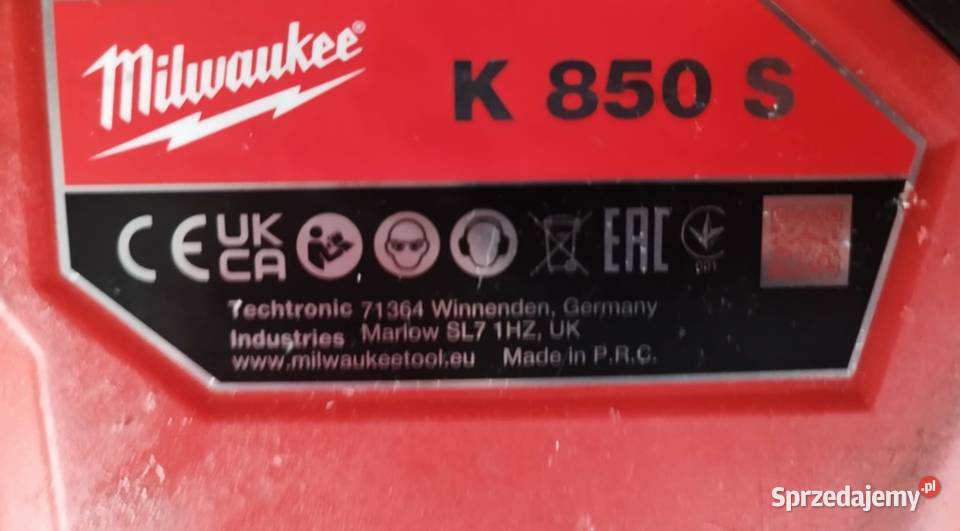 Milwaukee®
K 850 S
CE UK CA EAC 001
Techtronic 71364 Winnenden, Germany
Industries Marlow SL7 1HZ, UK
www.milwaukeetool.eu Made in P.R.C.
Sprzedajemy.pl